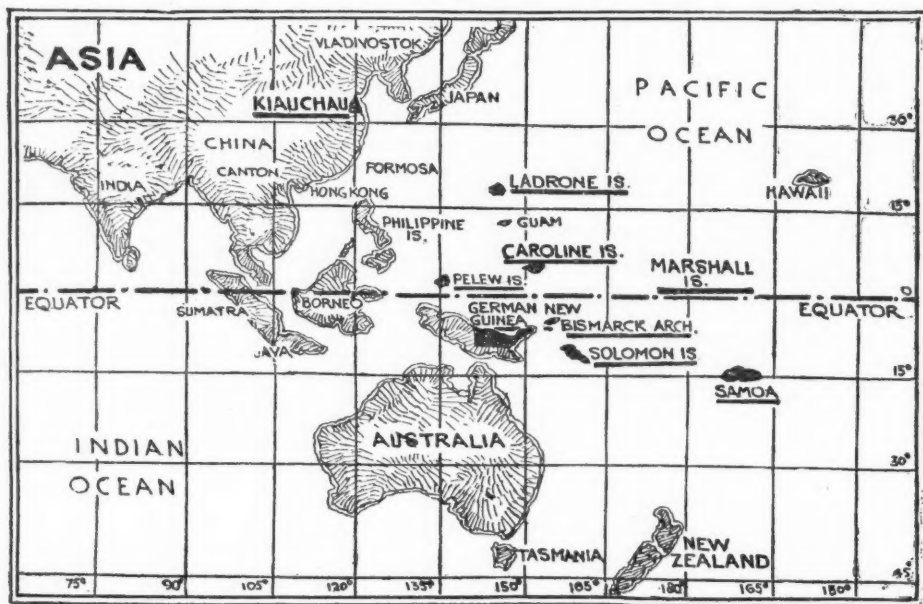 ASIA
VLADIVOSTOK
KIAUCHAU
JAPAN
PACIFIC
OCEAN
30°
CHINA
CANTON
FORMOSA
INDIA
HONGKONG
LADRONE IS.
HAWAII
15°
PHILIPPINE
IS.
GUAM
CAROLINE IS.
PELEW IS.
MARSHALL
IS.
EQUATOR
SUMATRA
BORNEO
0
EQUATOR
GERMAN NEW
GUINEA
BISMARCK ARCH.
JAVA
SOLOMON IS
15°
SAMOA
INDIAN
OCEAN
AUSTRALIA
30°
TASMANIA
NEW
ZEALAND
45°
75°
90°
105°
120°
135°
150°
165°
180°
165°
150°